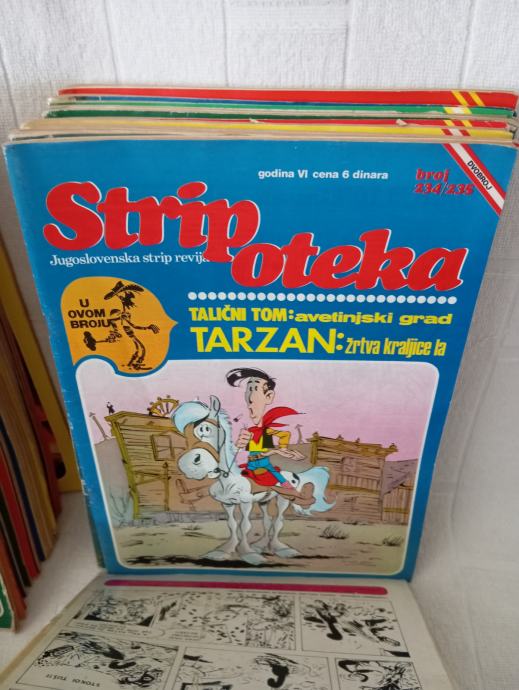 godina VI cena 6 dinara
broj
234/235
DVOBROJ
Strip
oteka
Jugoslovenska strip revija
U
OVOM
BROJU
TALIČNI TOM: avetinjski grad
TARZAN: žrtva kraljice la